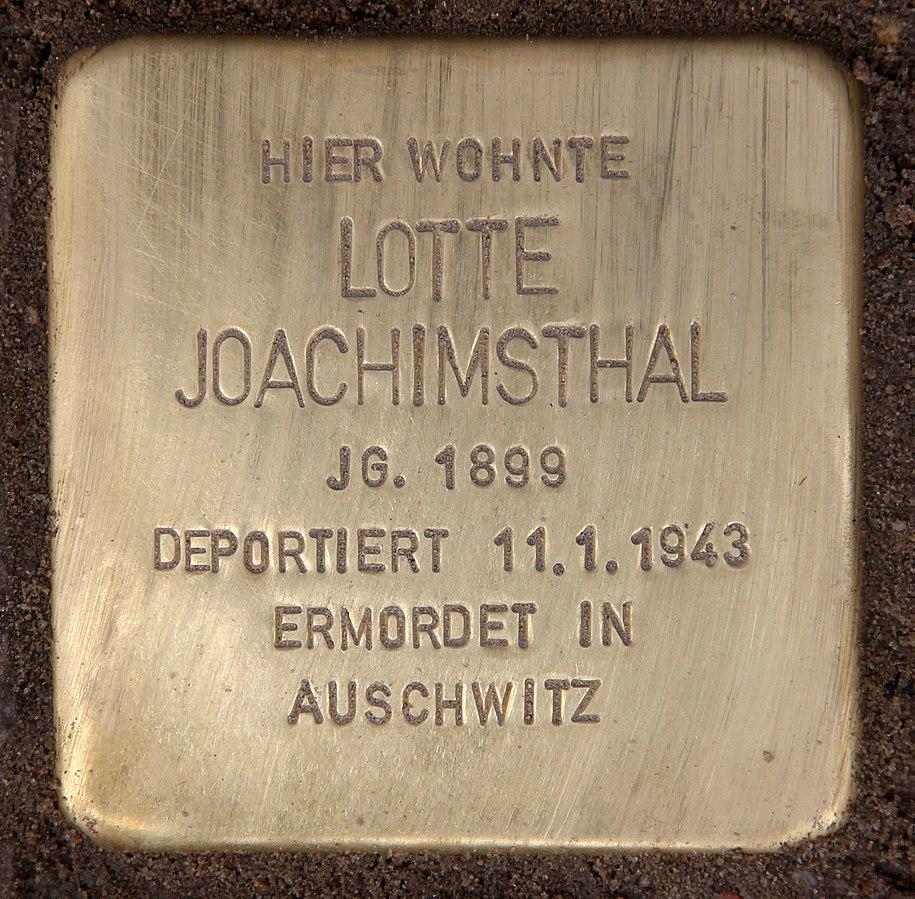 HIER WOHNTE
LOTTE
JOACHIMSTHAL
JG. 1899
DEPORTIERT 11.1.1943
ERMORDET IN
AUSCHWITZ